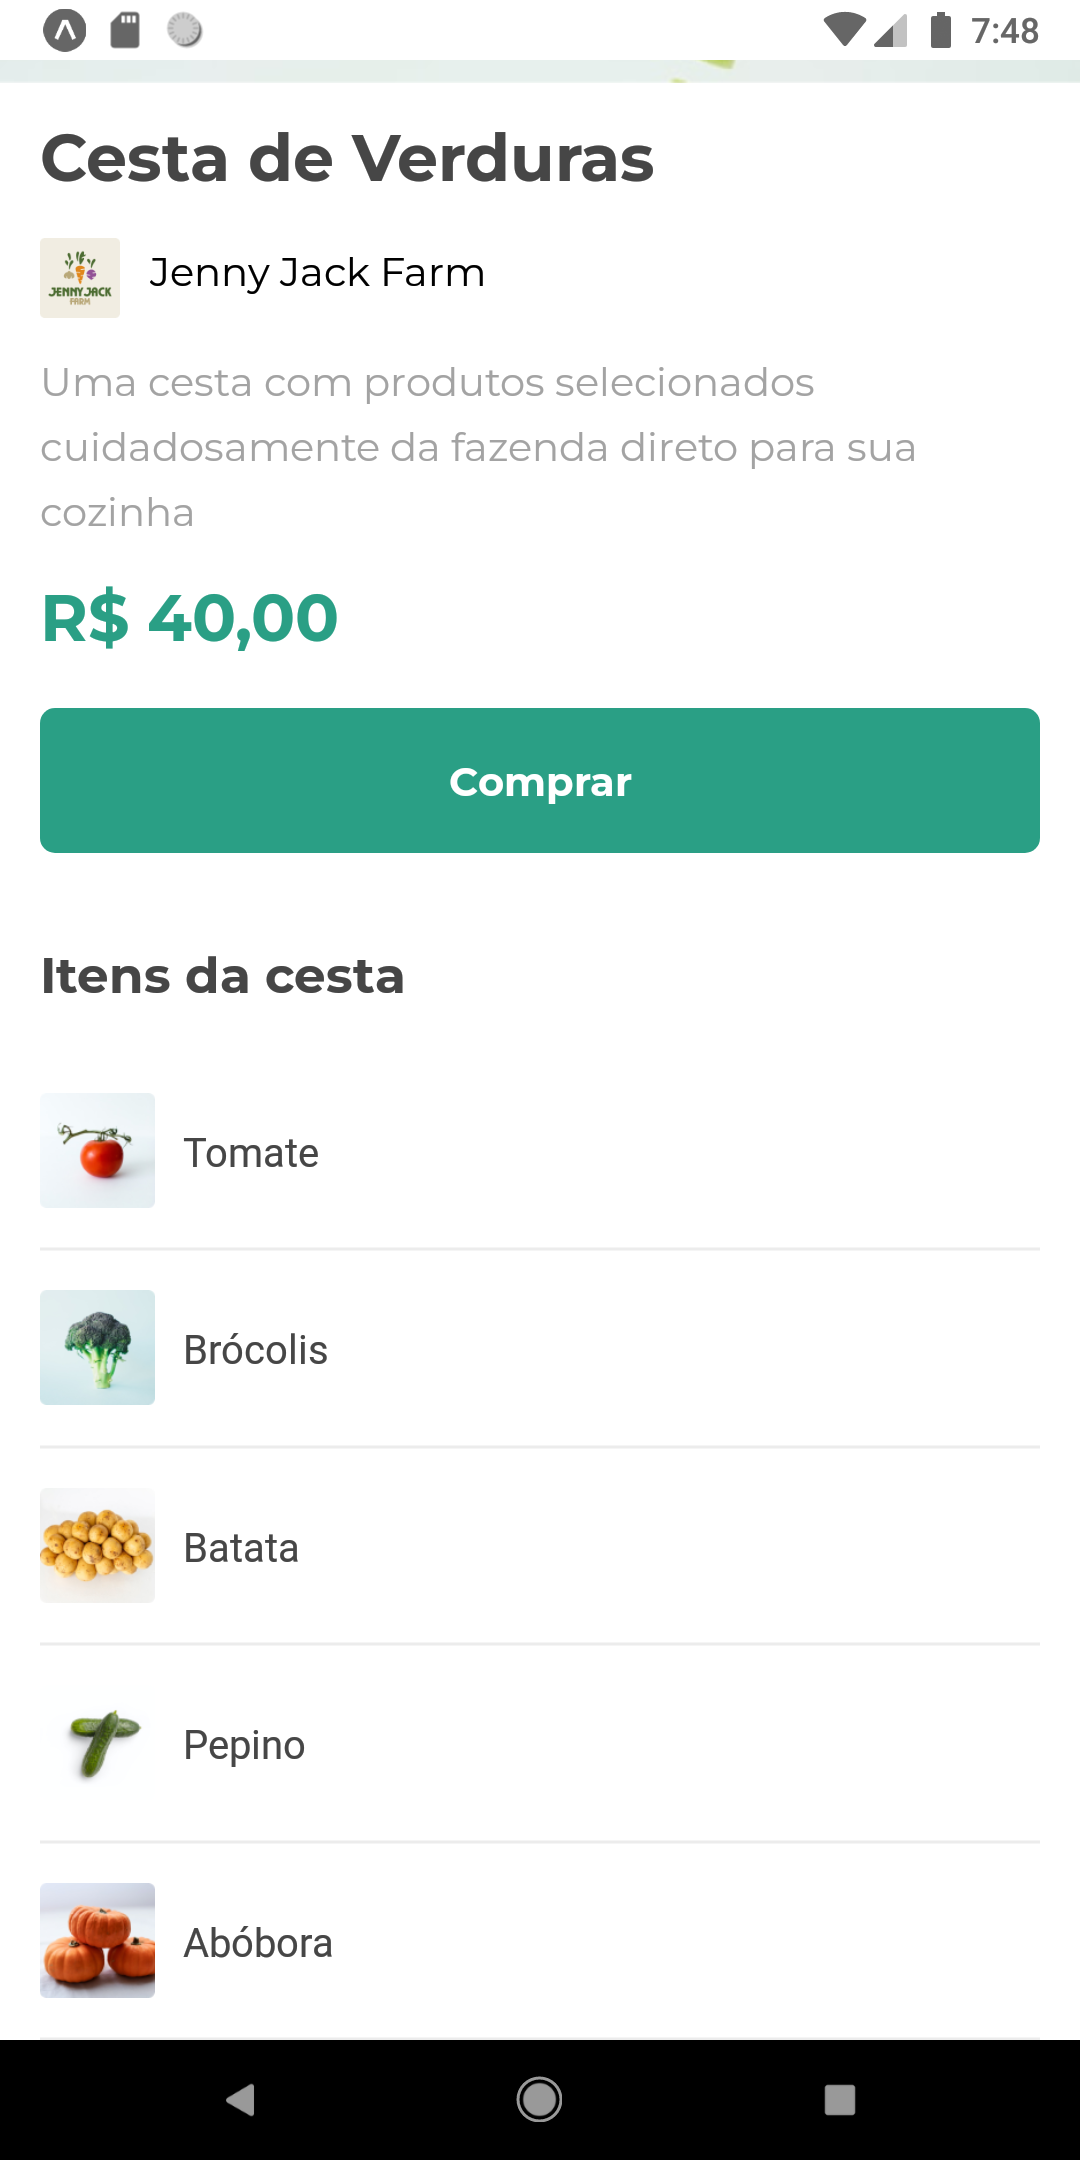 7:48
Cesta de Verduras
JENNY JACK
FARM
Jenny Jack Farm
Uma cesta com produtos selecionados
cuidadosamente da fazenda direto para sua
cozinha
R$ 40,00
Comprar
Itens da cesta
Tomate
Brócolis
Batata
Pepino
Abóbora